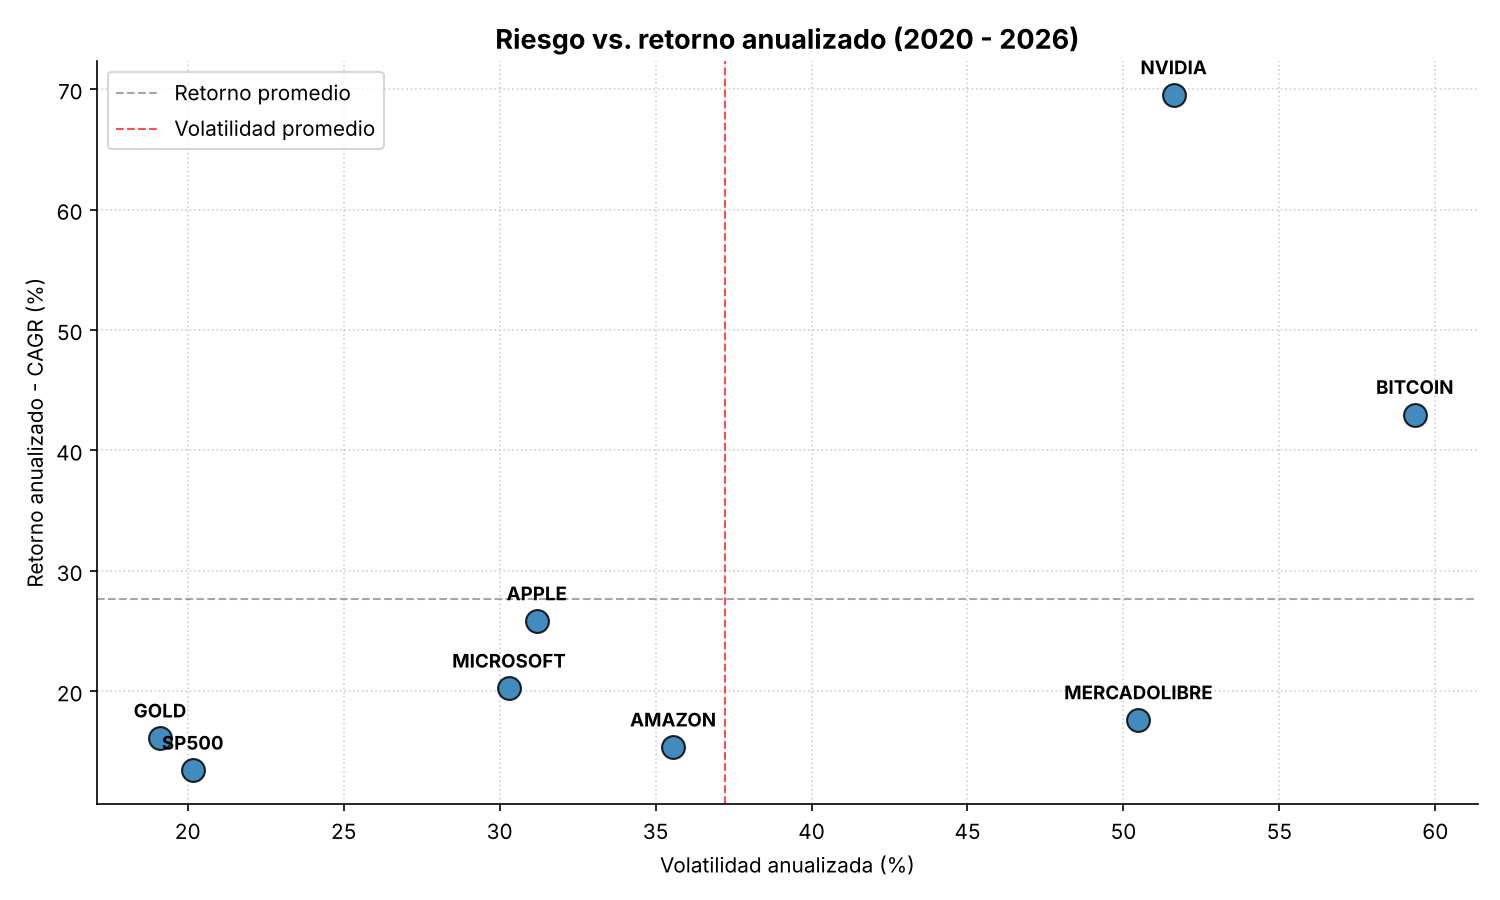 Riesgo vs. retorno anualizado (2020 - 2026)
Retorno promedio
Volatilidad promedio
NVIDIA
BITCOIN
APPLE
MICROSOFT
MERCADOLIBRE
GOLD
AMAZON
SP500
70
60
50
40
30
20
Retorno anualizado - CAGR (%)
20 25 30 35 40 45 50 55 60
Volatilidad anualizada (%)